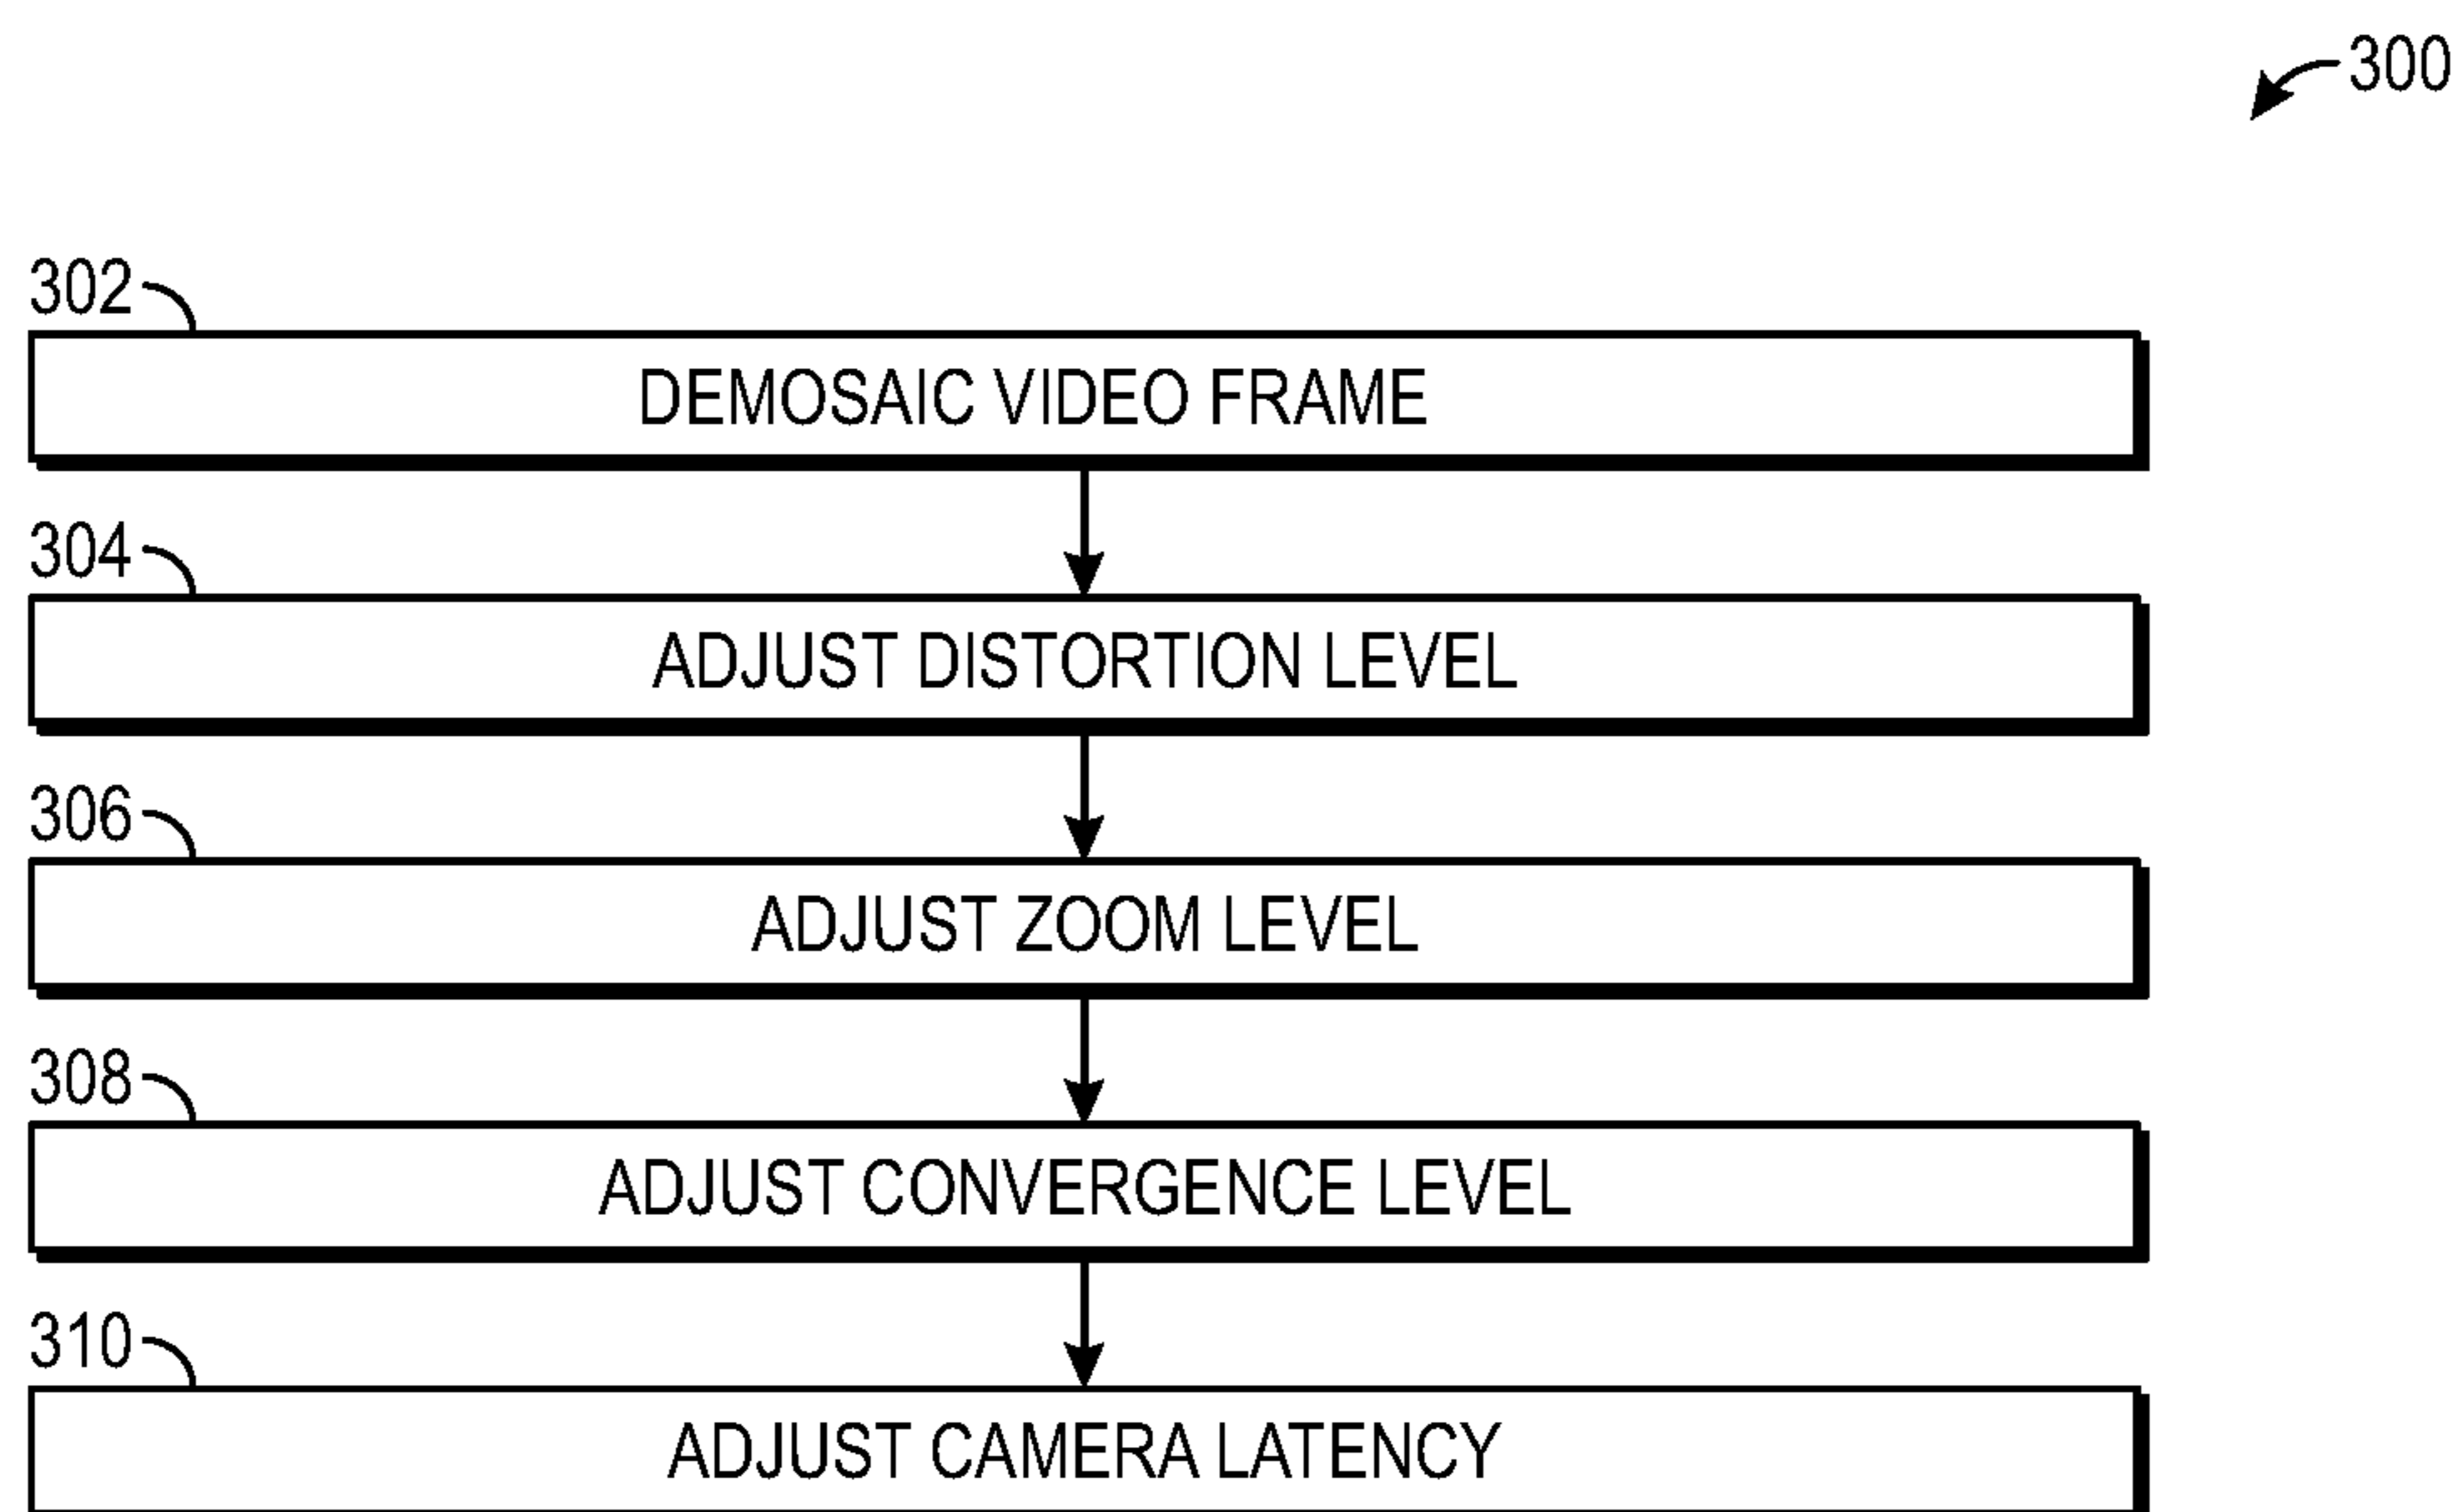 300
302
DEMOSAIC VIDEO FRAME
304
ADJUST DISTORTION LEVEL
306
ADJUST ZOOM LEVEL
308
ADJUST CONVERGENCE LEVEL
310
ADJUST CAMERA LATENCY